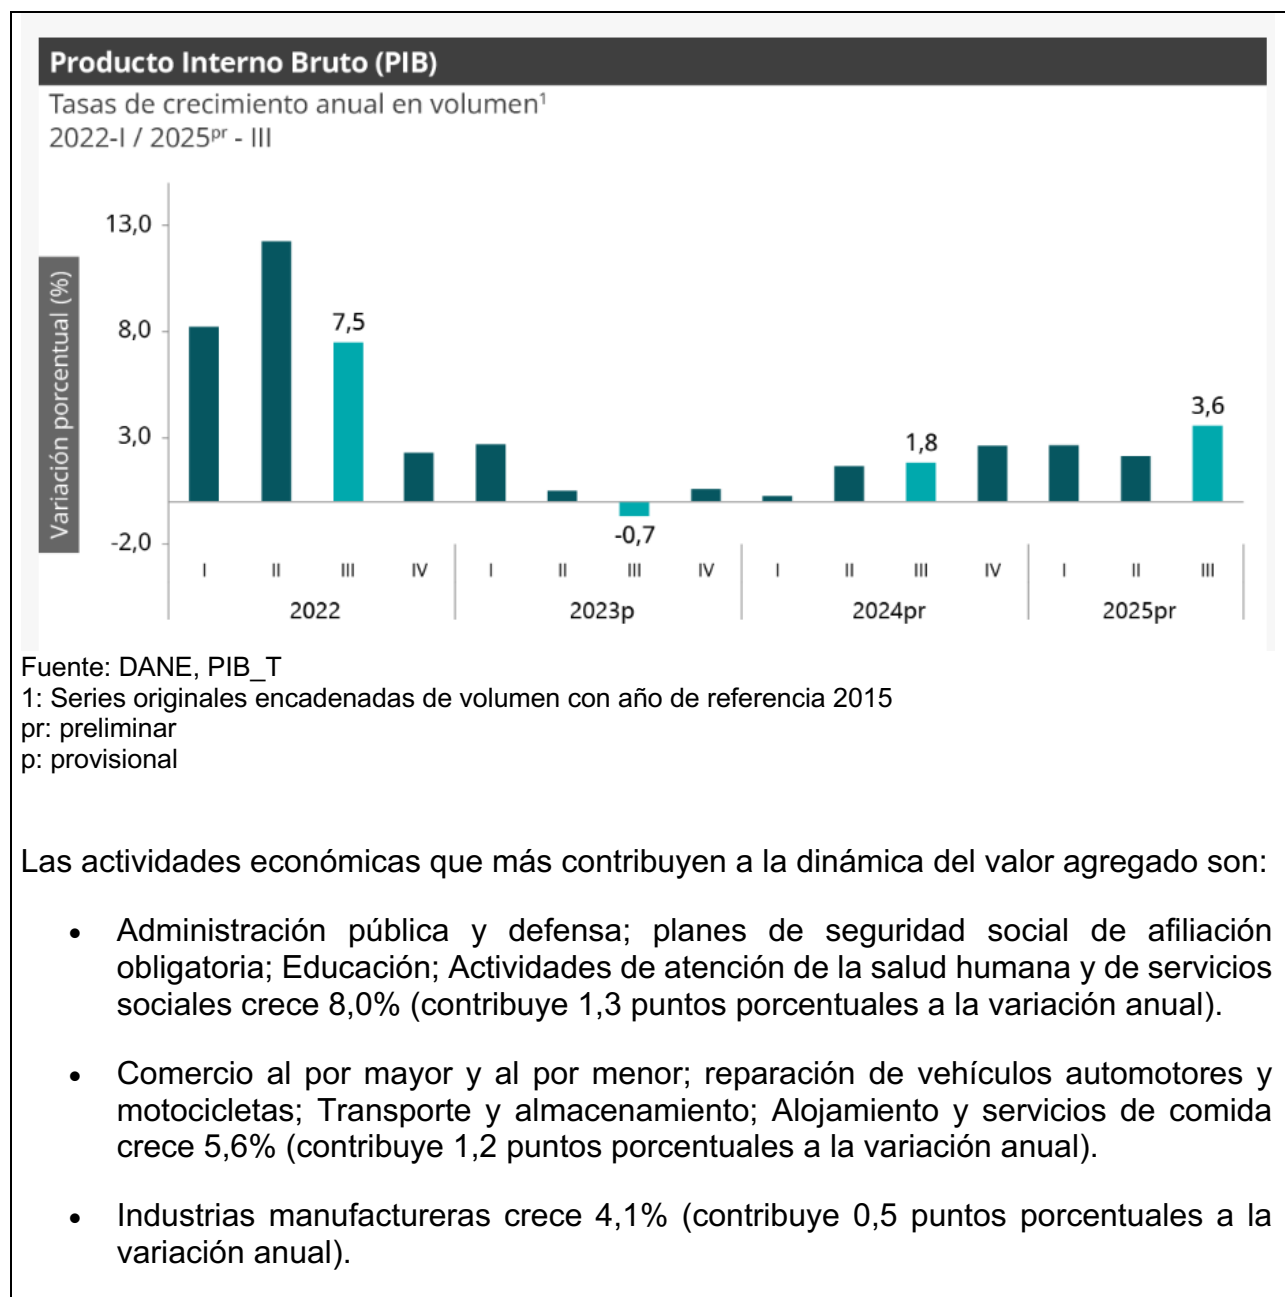 Producto Interno Bruto (PIB)
Tasas de crecimiento anual en volumen¹
2022-I / 2025ᵖʳ - III
Variación porcentual (%)
13,0
8,0
3,0
-2,0
7,5
-0,7
1,8
3,6
I II III IV I II III IV I II III IV I II III
2022 2023p 2024pr 2025pr
Fuente: DANE, PIB_T
1: Series originales encadenadas de volumen con año de referencia 2015
pr: preliminar
p: provisional
Las actividades económicas que más contribuyen a la dinámica del valor agregado son:
• Administración pública y defensa; planes de seguridad social de afiliación
obligatoria; Educación; Actividades de atención de la salud humana y de servicios
sociales crece 8,0% (contribuye 1,3 puntos porcentuales a la variación anual).
• Comercio al por mayor y al por menor; reparación de vehículos automotores y
motocicletas; Transporte y almacenamiento; Alojamiento y servicios de comida
crece 5,6% (contribuye 1,2 puntos porcentuales a la variación anual).
• Industrias manufactureras crece 4,1% (contribuye 0,5 puntos porcentuales a la
variación anual).